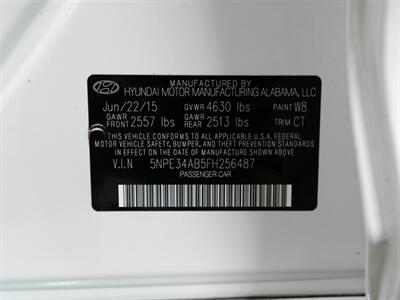 MANUFACTURED BY
HYUNDAI MOTOR MANUFACTURING ALABAMA, LLC
Jun/22/15 GVWR 4630 lbs PAINT W8
GAWR FRONT 2557 lbs GAWR REAR 2513 lbs TRIM CT
THIS VEHICLE CONFORMS TO ALL APPLICABLE U.S.A. FEDERAL
MOTOR VEHICLE SAFETY, BUMPER, AND THEFT PREVENTION
STANDARDS IN EFFECT ON THE DATE OF MANUFACTURE SHOWN ABOVE.
V.I.N 5NPE34AB5FH256487
PASSENGER CAR